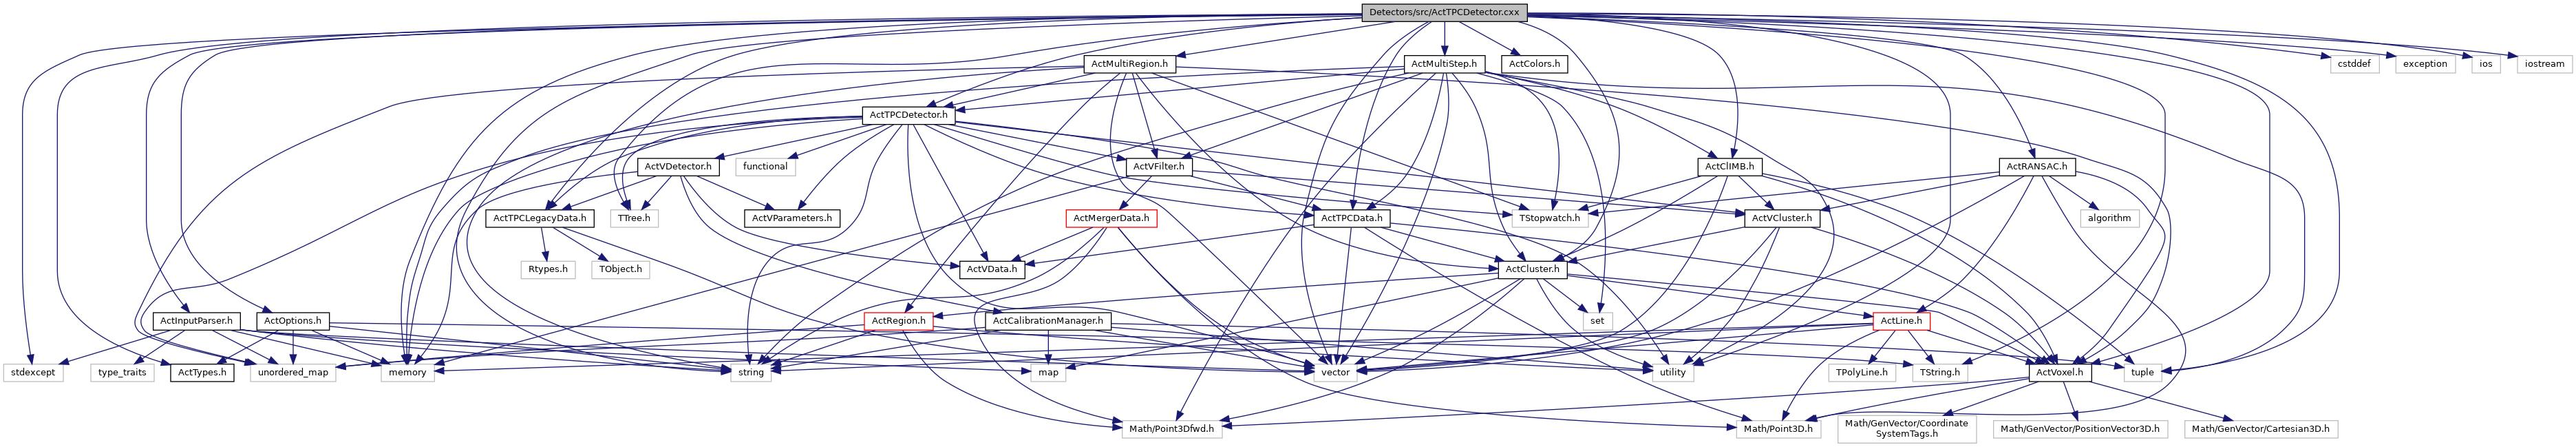 Detectors/src/ActTPCDetector.cxx
ActMultiRegion.h
ActMultiStep.h
ActColors.h
cstddef
exception
ios
iostream
ActTPCDetector.h
ActVDetector.h
functional
ActVFilter.h
ActClIMB.h
ActRANSAC.h
ActTPCLegacyData.h
TTree.h
ActVParameters.h
ActMergerData.h
ActTPCData.h
TStopwatch.h
ActVCluster.h
algorithm
Rtypes.h
TObject.h
ActVData.h
ActCluster.h
ActInputParser.h
ActOptions.h
ActRegion.h
ActCalibrationManager.h
set
ActLine.h
stdexcept
type_traits
ActTypes.h
unordered_map
memory
string
map
vector
utility
TPolyLine.h
TString.h
ActVoxel.h
tuple
Math/Point3Dfwd.h
Math/Point3D.h
Math/GenVector/Coordinate
SystemTags.h
Math/GenVector/PositionVector3D.h
Math/GenVector/Cartesian3D.h